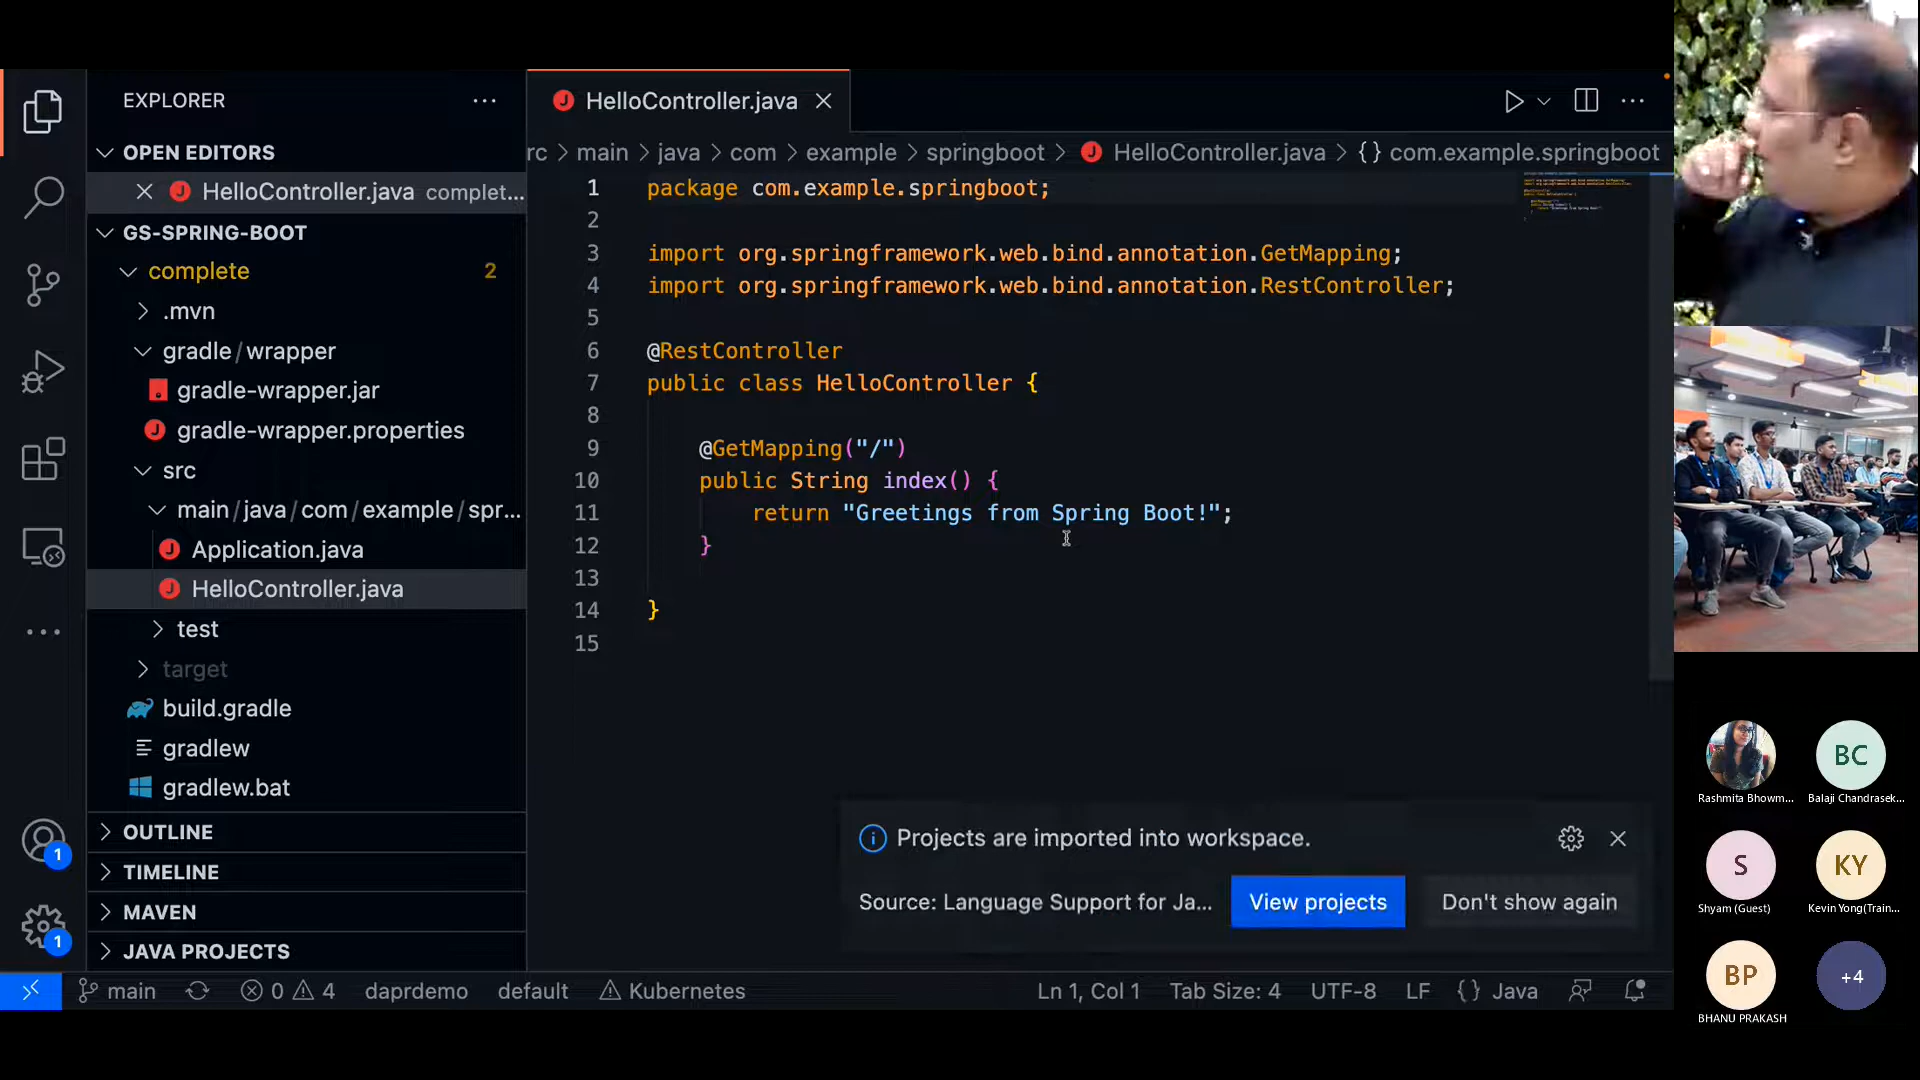 EXPLORER
OPEN EDITORS
HelloController.java complet...
GS-SPRING-BOOT
complete 2
.mvn
gradle/wrapper
gradle-wrapper.jar
gradle-wrapper.properties
src
main/java/com/example/spr...
Application.java
HelloController.java
test
target
build.gradle
gradlew
gradlew.bat
OUTLINE
TIMELINE
MAVEN
JAVA PROJECTS
1
1
HelloController.java
rc > main > java > com > example > springboot > HelloController.java > {} com.example.springboot
1 package com.example.springboot;
2
3 import org.springframework.web.bind.annotation.GetMapping;
4 import org.springframework.web.bind.annotation.RestController;
5
6 @RestController
7 public class HelloController {
8
9 @GetMapping("/")
10 public String index() {
11 return "Greetings from Spring Boot!";
12 }
13
14 }
15
Projects are imported into workspace.
Source: Language Support for Ja...
View projects
Don't show again
main 0 4 daprdemo default Kubernetes Ln 1, Col 1 Tab Size: 4 UTF-8 LF {} Java
Rashmita Bhowm...
BC
Balaji Chandrasek...
S
Shyam (Guest)
KY
Kevin Yong(Train...
BP
BHANU PRAKASH
+4